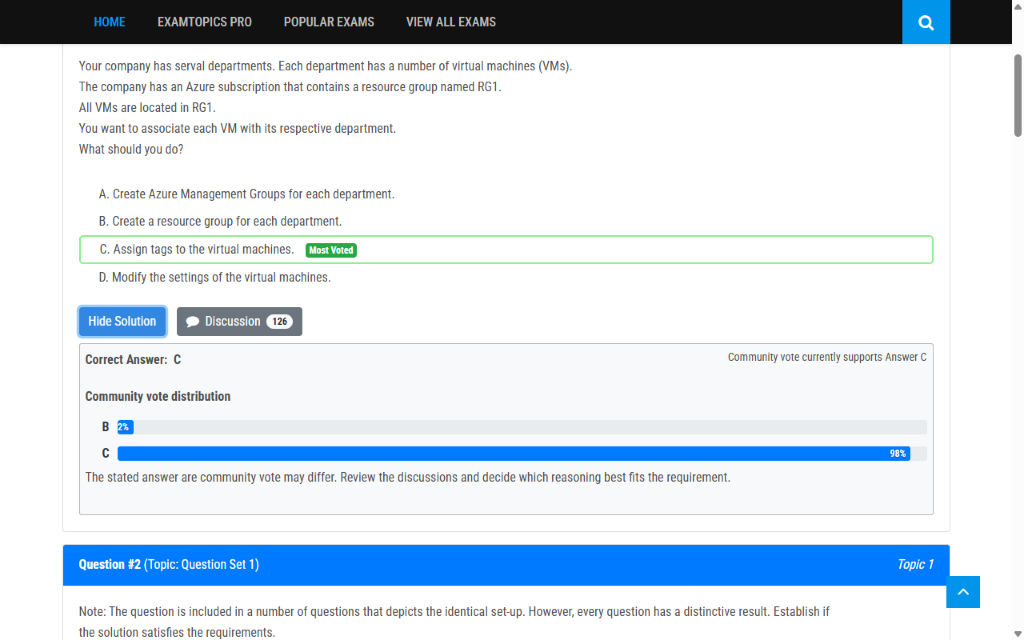 HOME EXAMTOPICS PRO POPULAR EXAMS VIEW ALL EXAMS
Your company has serval departments. Each department has a number of virtual machines (VMs).
The company has an Azure subscription that contains a resource group named RG1.
All VMs are located in RG1.
You want to associate each VM with its respective department.
What should you do?
A. Create Azure Management Groups for each department.
B. Create a resource group for each department.
C. Assign tags to the virtual machines. Most Voted
D. Modify the settings of the virtual machines.
Hide Solution Discussion 126
Correct Answer: C Community vote currently supports Answer C
Community vote distribution
B 2%
C 98%
The stated answer are community vote may differ. Review the discussions and decide which reasoning best fits the requirement.
Question #2 (Topic: Question Set 1) Topic 1
Note: The question is included in a number of questions that depicts the identical set-up. However, every question has a distinctive result. Establish if
the solution satisfies the requirements.